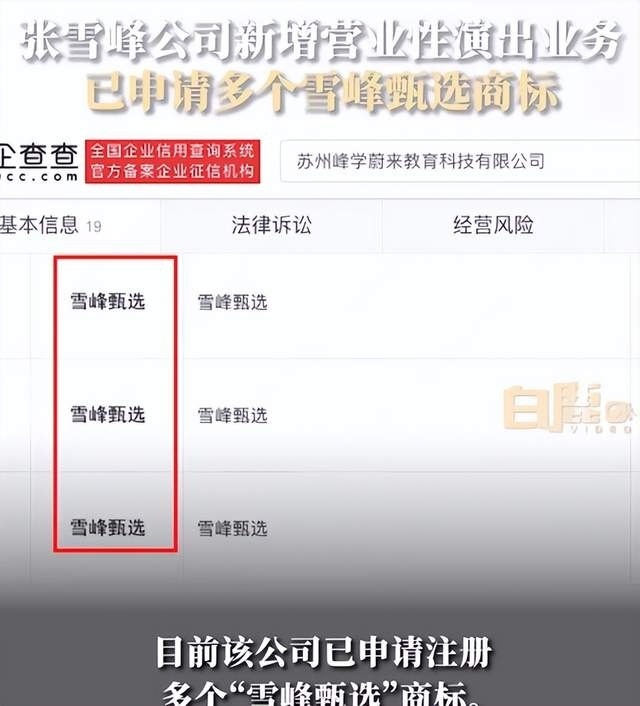 张雪峰公司新增营业性演出业务
已申请多个雪峰甄选商标
企查查
cc.com
全国企业信用查询系统
官方备案企业征信机构
苏州峰学蔚来教育科技有限公司
基本信息 19
法律诉讼
经营风险
雪峰甄选
雪峰甄选
雪峰甄选
雪峰甄选
白鹿
VIDEO
雪峰甄选
雪峰甄选
目前该公司已申请注册
多个“雪峰甄选”商标。